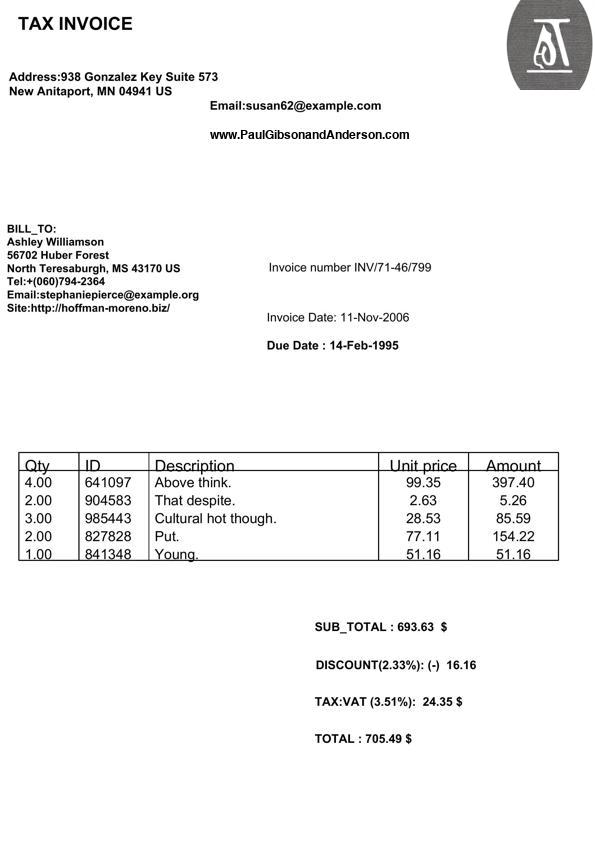 TAX INVOICE
Address:938 Gonzalez Key Suite 573
New Anitaport, MN 04941 US
Email:susan62@example.com
www.PaulGibsonandAnderson.com
BILL_TO:
Ashley Williamson
56702 Huber Forest
North Teresaburgh, MS 43170 US
Tel:+(060)794-2364
Email:stephaniepierce@example.org
Site:http://hoffman-moreno.biz/
Invoice number INV/71-46/799
Invoice Date: 11-Nov-2006
Due Date : 14-Feb-1995
Qty ID Description Unit price Amount
4.00 641097 Above think. 99.35 397.40
2.00 904583 That despite. 2.63 5.26
3.00 985443 Cultural hot though. 28.53 85.59
2.00 827828 Put. 77.11 154.22
1.00 841348 Young. 51.16 51.16
SUB_TOTAL : 693.63 $
DISCOUNT(2.33%): (-) 16.16
TAX:VAT (3.51%): 24.35 $
TOTAL : 705.49 $